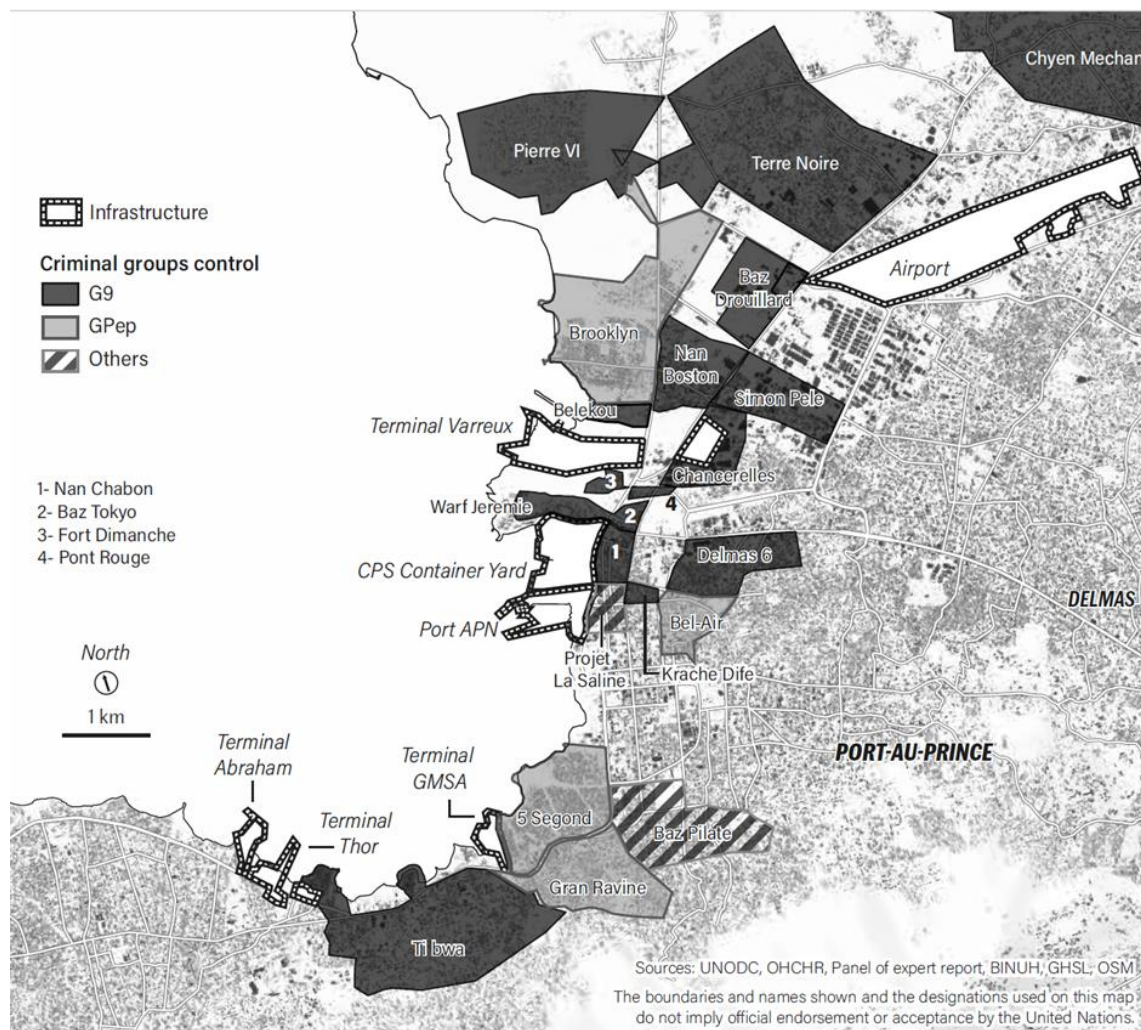 Chyen Mechan
Pierre VI
Terre Noire
Infrastructure
Criminal groups control
G9
GPep
Others
Airport
Baz
Drouillard
Brooklyn
Nan
Boston
Simon Pele
Belekou
Terminal Varreux
Chancerelles
3
4
1- Nan Chabon
2- Baz Tokyo
3- Fort Dimanche
4- Pont Rouge
Warf Jeremie
2
1
CPS Container Yard
Delmas 6
DELMAS
Port APN
Bel-Air
Projet
La Saline
Krache Dife
North
1 km
Terminal
Abraham
Terminal
GMSA
PORT-AU-PRINCE
Terminal
Thor
5 Segond
Baz Pilate
Gran Ravine
Ti bwa
Sources: UNODC, OHCHR, Panel of expert report, BINUH, GHSL, OSM
The boundaries and names shown and the designations used on this map
do not imply official endorsement or acceptance by the United Nations.